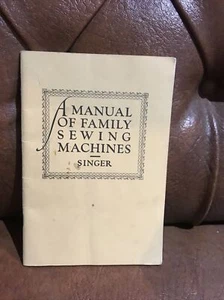 A MANUAL
OF FAMILY
SEWING
MACHINES
SINGER